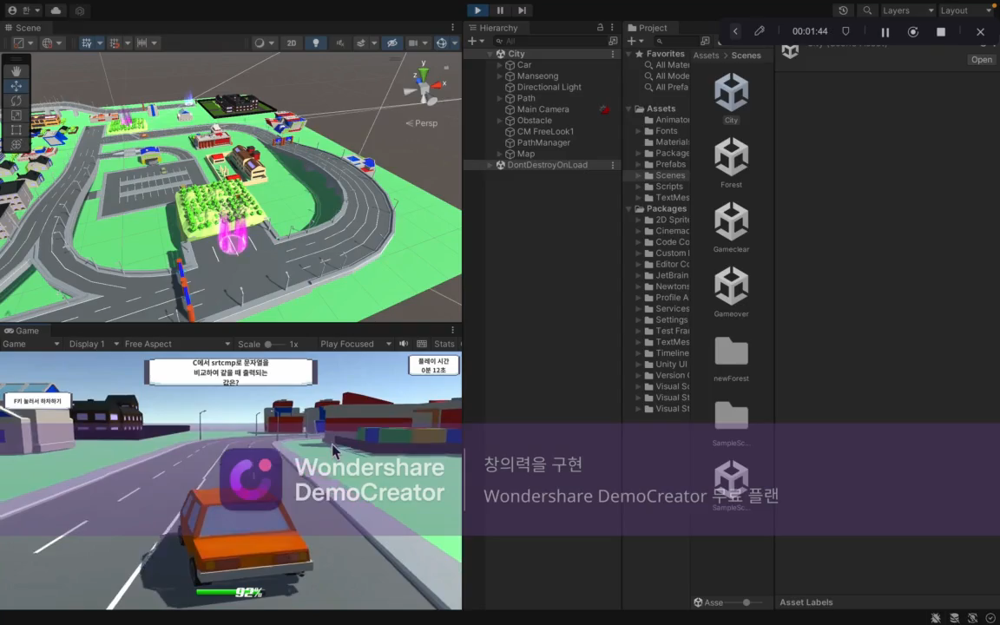 한
Layers
Layout
Scene
2D
y
z
x
Persp
Hierarchy
All
City
Car
Manseong
Directional Light
Path
Main Camera
Obstacle
CM FreeLook1
PathManager
Map
DontDestroyOnLoad
Project
00:01:44
Favorites
All Mate
All Mode
All Prefa
Assets
Animator
Fonts
Material
Package
Prefabs
Scenes
Scripts
TextMes
Packages
2D Sprite
Cinemac
Code Co
Custom
Editor Co
JetBrain
Newtons
Profile A
Services
Settings
Test Fra
TextMes
Timeline
Unity UI
Version
Visual Sc
Visual St
Visual St
Assets
Scenes
City
Forest
Gameclear
Gameover
newForest
SampleSc...
SampleSc...
Open
Asse
Asset Labels
Game
Game
Display 1
Free Aspect
Scale
1x
Play Focused
Stats
C에서 srtcmp로 문자열을
비교하여 같을 때 출력되는
값은?
플레이 시간
0분 12초
F키 눌러서 하차하기
92%
Wondershare
DemoCreator
창의력을 구현
Wondershare DemoCreator 무료 플랜